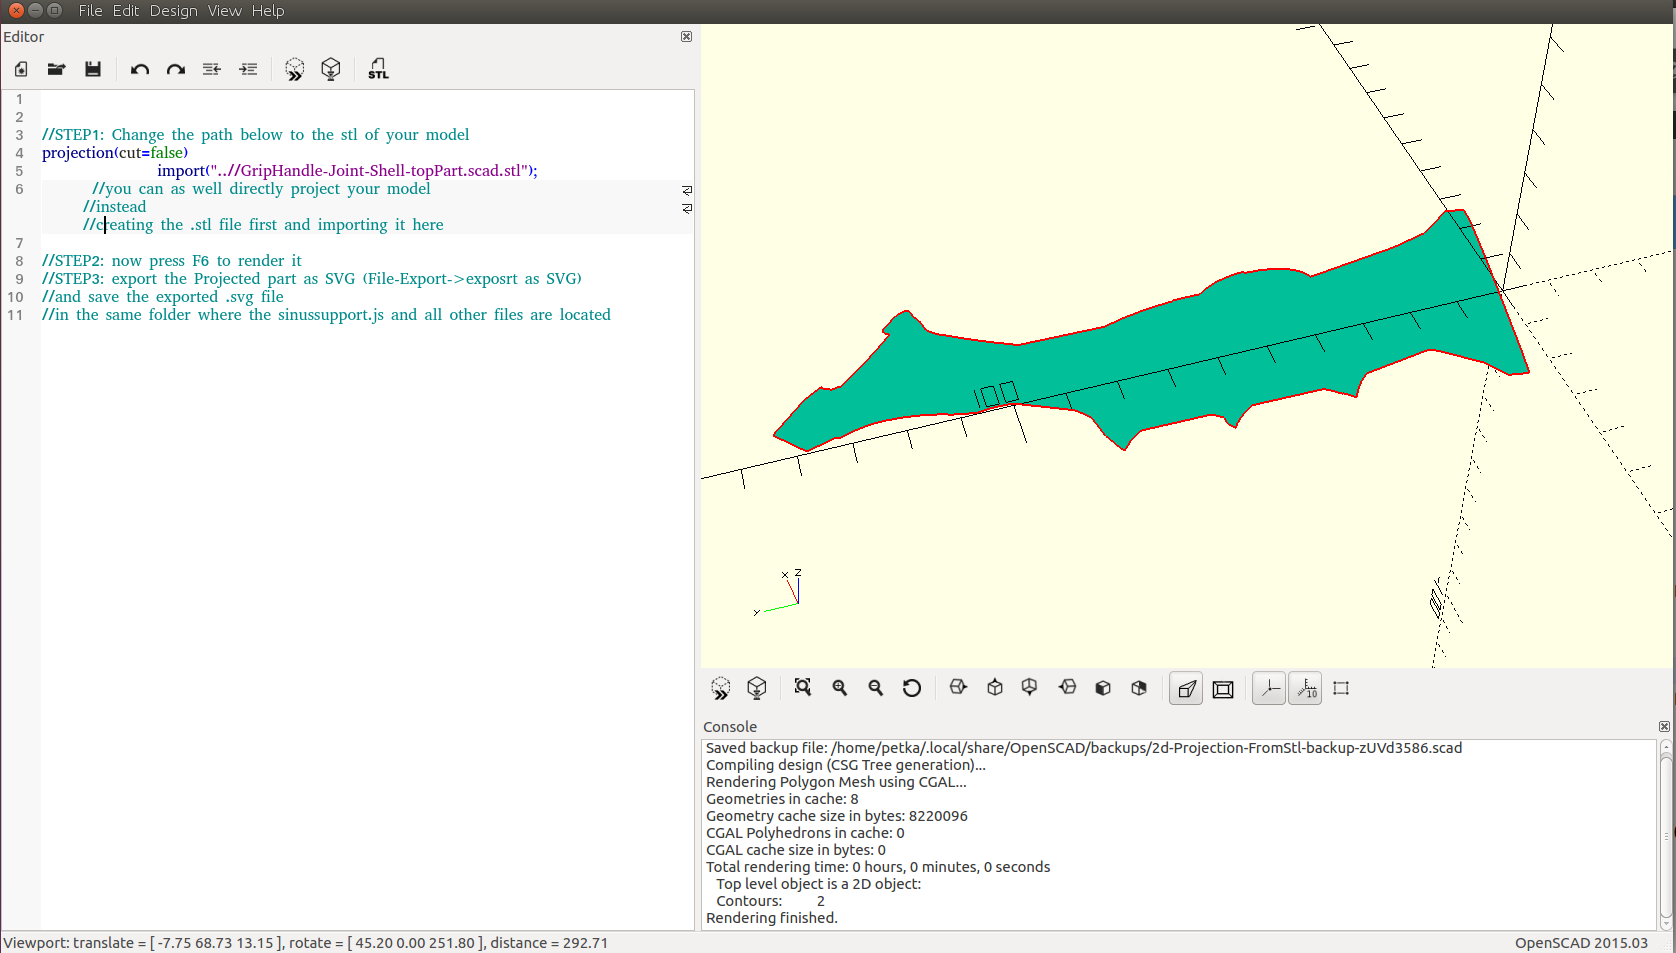 File Edit Design View Help
Editor
STL
1
2
3 //STEP1: Change the path below to the stl of your model
4 projection(cut=false)
5 import("..//GripHandle-Joint-Shell-topPart.scad.stl");
6 //you can as well directly project your model
//instead
//creating the .stl file first and importing it here
7
8 //STEP2: now press F6 to render it
9 //STEP3: export the Projected part as SVG (File-Export->exposrt as SVG)
10 //and save the exported .svg file
11 //in the same folder where the sinussupport.js and all other files are located
x z
y
10
Console
Saved backup file: /home/petka/.local/share/OpenSCAD/backups/2d-Projection-FromStl-backup-zUVd3586.scad
Compiling design (CSG Tree generation)...
Rendering Polygon Mesh using CGAL...
Geometries in cache: 8
Geometry cache size in bytes: 8220096
CGAL Polyhedrons in cache: 0
CGAL cache size in bytes: 0
Total rendering time: 0 hours, 0 minutes, 0 seconds
Top level object is a 2D object:
Contours: 2
Rendering finished.
Viewport: translate = [ -7.75 68.73 13.15 ], rotate = [ 45.20 0.00 251.80 ], distance = 292.71
OpenSCAD 2015.03